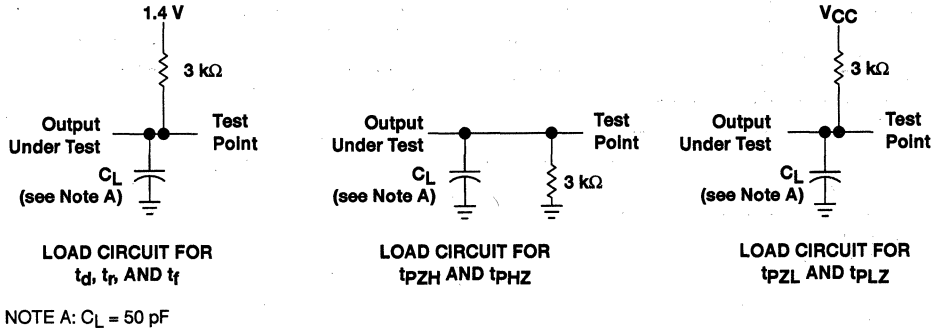 1.4 V
3 kΩ
Output
Under Test
Test
Point
CL
(see Note A)
LOAD CIRCUIT FOR
td, tr, AND tf
Output
Under Test
Test
Point
CL
(see Note A)
3 kΩ
LOAD CIRCUIT FOR
tPZH AND tPHZ
VCC
3 kΩ
Output
Under Test
Test
Point
CL
(see Note A)
LOAD CIRCUIT FOR
tPZL AND tPLZ
NOTE A: CL = 50 pF